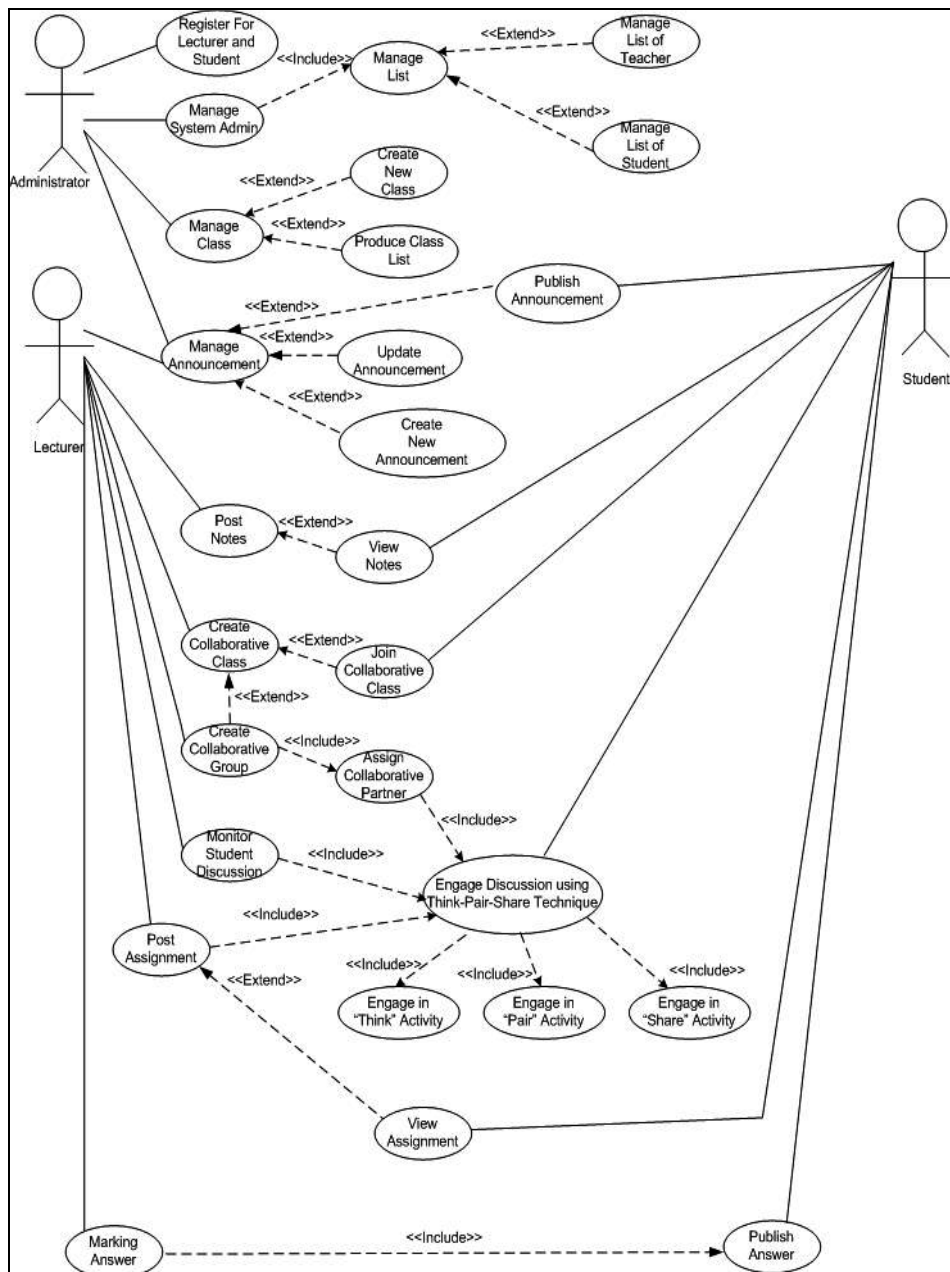 Register For
Lecturer and
Student
<<Include>>
Manage
List
<<Extend>>
Manage
List of
Teacher
Manage
System Admin
<<Extend>>
Manage
List of
Student
Administrator
Create
New
Class
<<Extend>>
Manage
Class
<<Extend>>
Produce Class
List
Publish
Announcement
<<Extend>>
Manage
Announcement
<<Extend>>
Update
Announcement
Student
<<Extend>>
Create
New
Announcement
Lecturer
Post
Notes
<<Extend>>
View
Notes
Create
Collaborative
Class
<<Extend>>
Join
Collaborative
Class
<<Extend>>
Create
Collaborative
Group
<<Include>>
Assign
Collaborative
Partner
<<Include>>
Monitor
Student
Discussion
<<Include>>
Engage Discussion using
Think-Pair-Share Technique
<<Include>>
Post
Assignment
<<Extend>>
<<Include>>
<<Include>>
<<Include>>
Engage in
“Think” Activity
Engage in
“Pair” Activity
Engage in
“Share” Activity
View
Assignment
Marking
Answer
<<Include>>
Publish
Answer